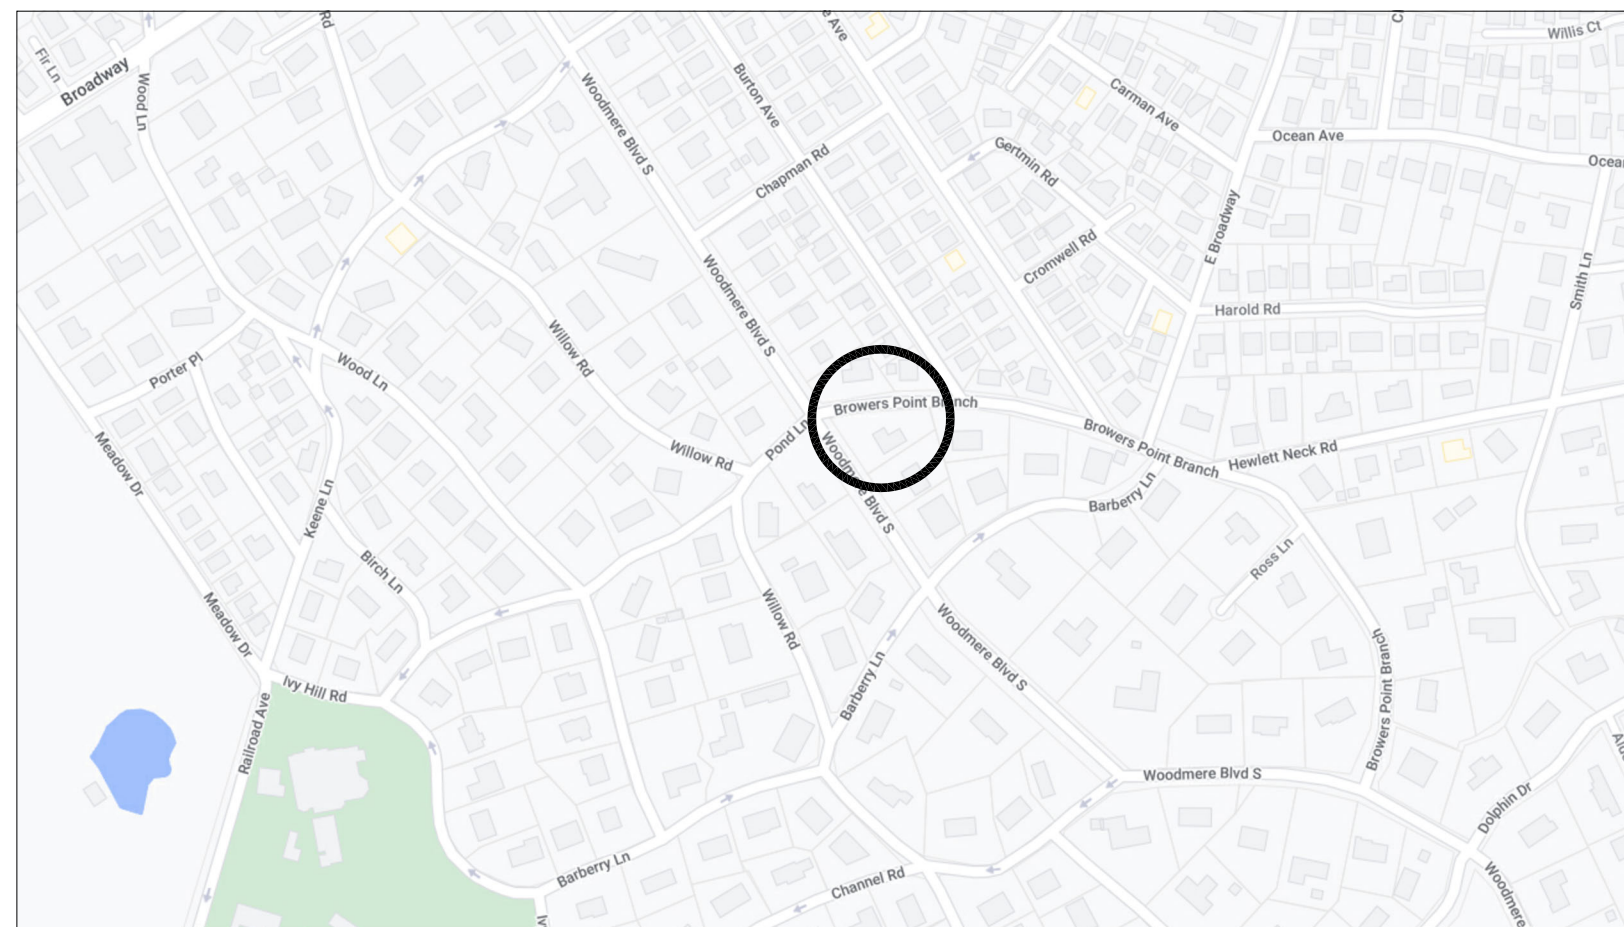 Rd
e Ave
Willis Ct
Fir Ln
Broadway
Wood Ln
Woodmere Blvd S
Burton Ave
Carman Ave
Ocean Ave
Ocea
Gertmin Rd
Chapman Rd
E Broadway
Cromwell Rd
Smith Ln
Woodmere Blvd S
Harold Rd
Willow Rd
Porter Pl
Wood Ln
Browers Point Branch
Pond Ln
Willow Rd
Woodmere Blvd S
Browers Point Branch
Hewlett Neck Rd
Meadow Dr
Keene Ln
Barberry Ln
Birch Ln
Ross Ln
Meadow Dr
Willow Rd
Woodmere Blvd S
Browers Point Branch
Ivy Hill Rd
Barberry Ln
Railroad Ave
Woodmere Blvd S
Dolphin Dr
Barberry Ln
Channel Rd
Woodmere